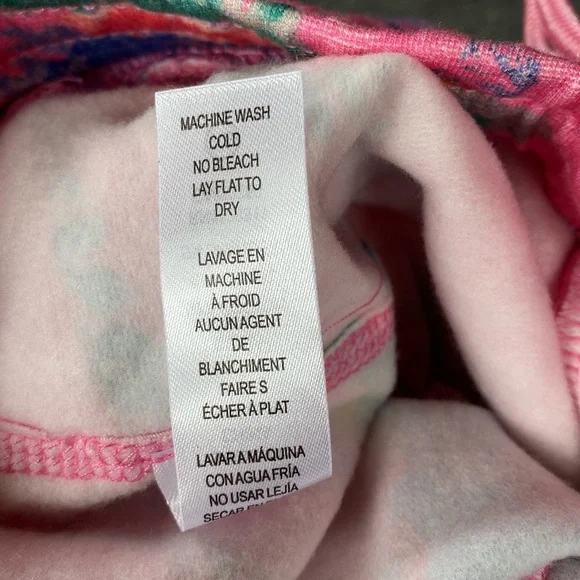 MACHINE WASH
COLD
NO BLEACH
LAY FLAT TO
DRY
LAVAGE EN
MACHINE
À FROID
AUCUN AGENT
DE
BLANCHIMENT
FAIRE S
ÉCHER À PLAT
LAVAR A MÁQUINA
CON AGUA FRÍA
NO USAR LEJÍA
SECAR